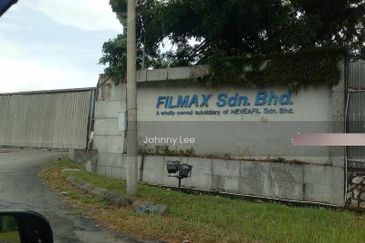 FILMAX Sdn. Bhd.
A wholly owned subsidiary of HEVEAFIL Sdn. Bhd.
Johnny Lee